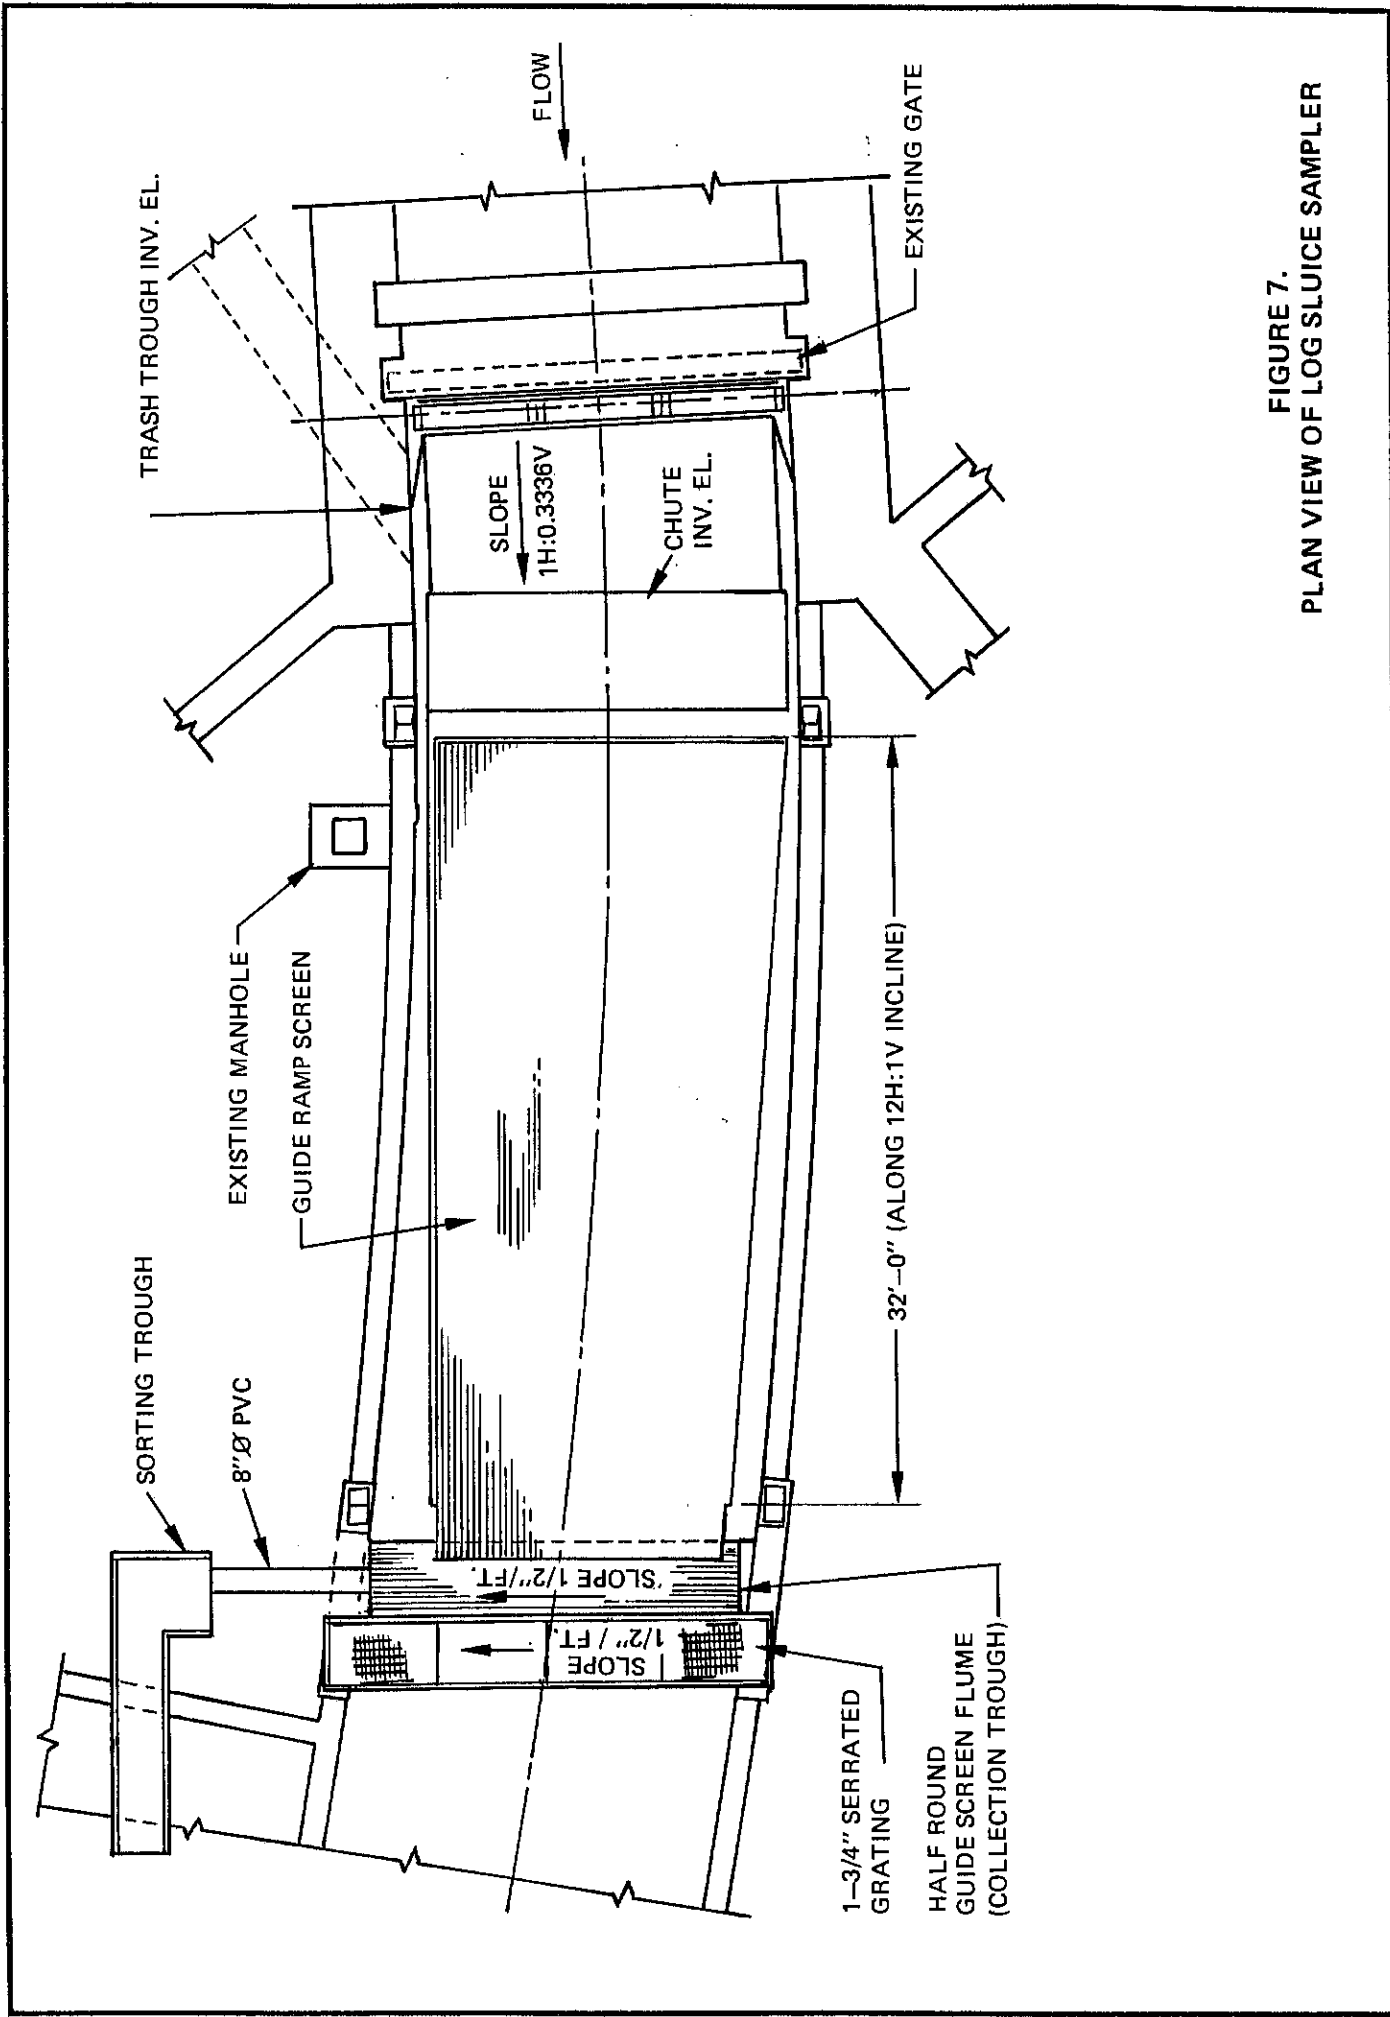 SORTING TROUGH
8"Ø PVC
EXISTING MANHOLE
GUIDE RAMP SCREEN
TRASH TROUGH INV. EL.
FLOW
SLOPE
1H:0.3336V
CHUTE
INV. EL.
EXISTING GATE
SLOPE 1/2"/FT.
SLOPE
1/2" / FT.
32'–0" (ALONG 12H:1V INCLINE)
1–3/4" SERRATED
GRATING
HALF ROUND
GUIDE SCREEN FLUME
(COLLECTION TROUGH)
FIGURE 7.
PLAN VIEW OF LOG SLUICE SAMPLER